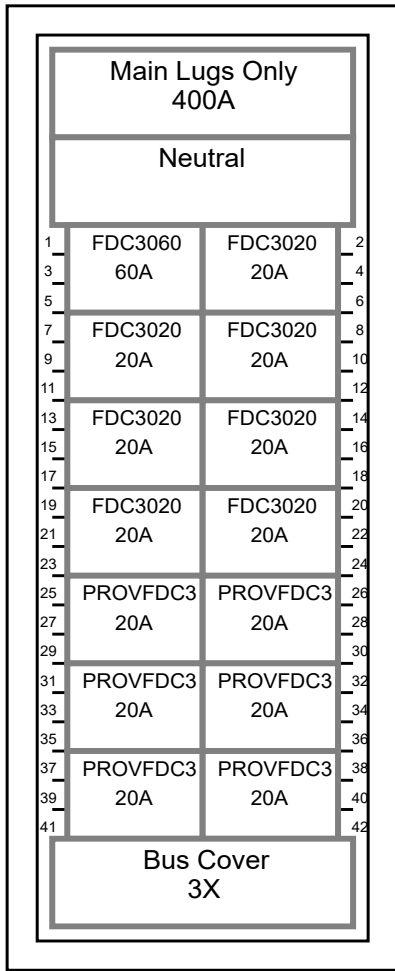 Main Lugs Only
400A
Neutral
1 FDC3060 FDC3020 2
3 60A 20A 4
5 6
7 FDC3020 FDC3020 8
9 20A 20A 10
11 12
13 FDC3020 FDC3020 14
15 20A 20A 16
17 18
19 FDC3020 FDC3020 20
21 20A 20A 22
23 24
25 PROVFDC3 PROVFDC3 26
27 20A 20A 28
29 30
31 PROVFDC3 PROVFDC3 32
33 20A 20A 34
35 36
37 PROVFDC3 PROVFDC3 38
39 20A 20A 40
41 42
Bus Cover
3X